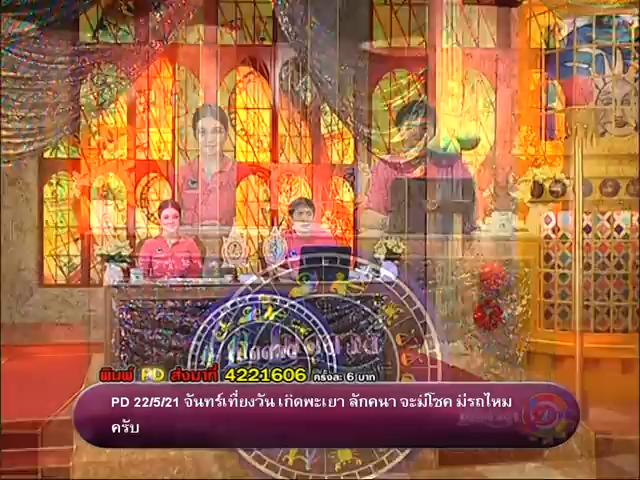 พิมพ์ PD ส่งมาที่ 4221606 ครั้งละ 6 บาท
PD 22/5/21 จันทร์เที่ยงวัน เกิดพะเยา ลัคนา จะมีโชค มีรถไหม
ครับ